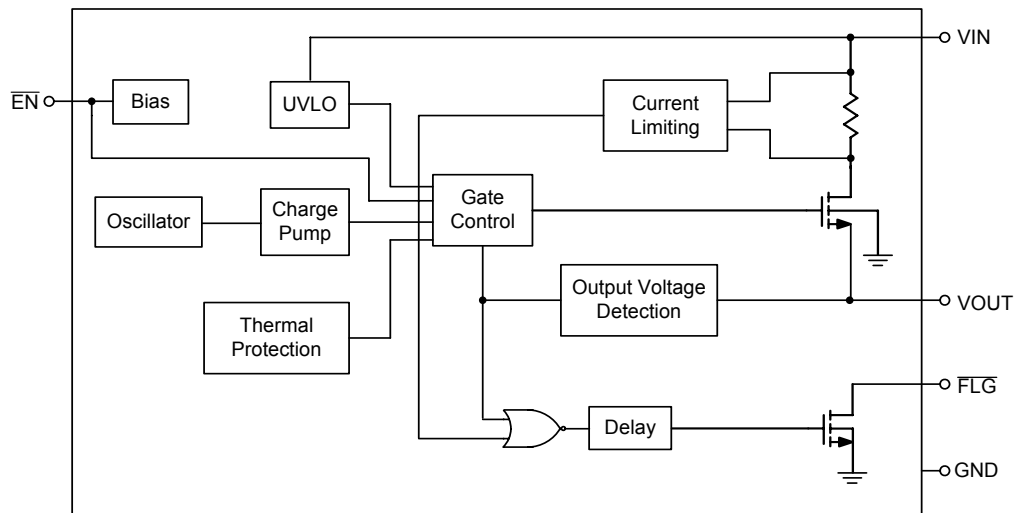 VIN
EN
Bias
UVLO
Current
Limiting
Gate
Control
Oscillator
Charge
Pump
Output Voltage
Detection
VOUT
Thermal
Protection
FLG
Delay
GND